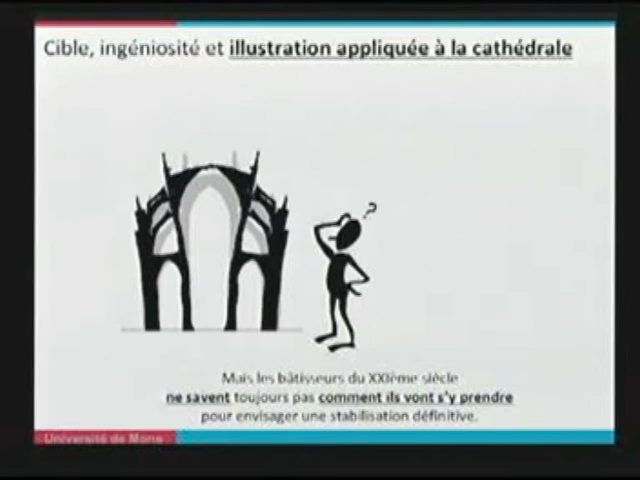 Cible, ingéniosité et illustration appliquée à la cathédrale
?
Mais les bâtisseurs du XXIème siècle
ne savent toujours pas comment ils vont s'y prendre
pour envisager une stabilisation définitive.
Université de Mons